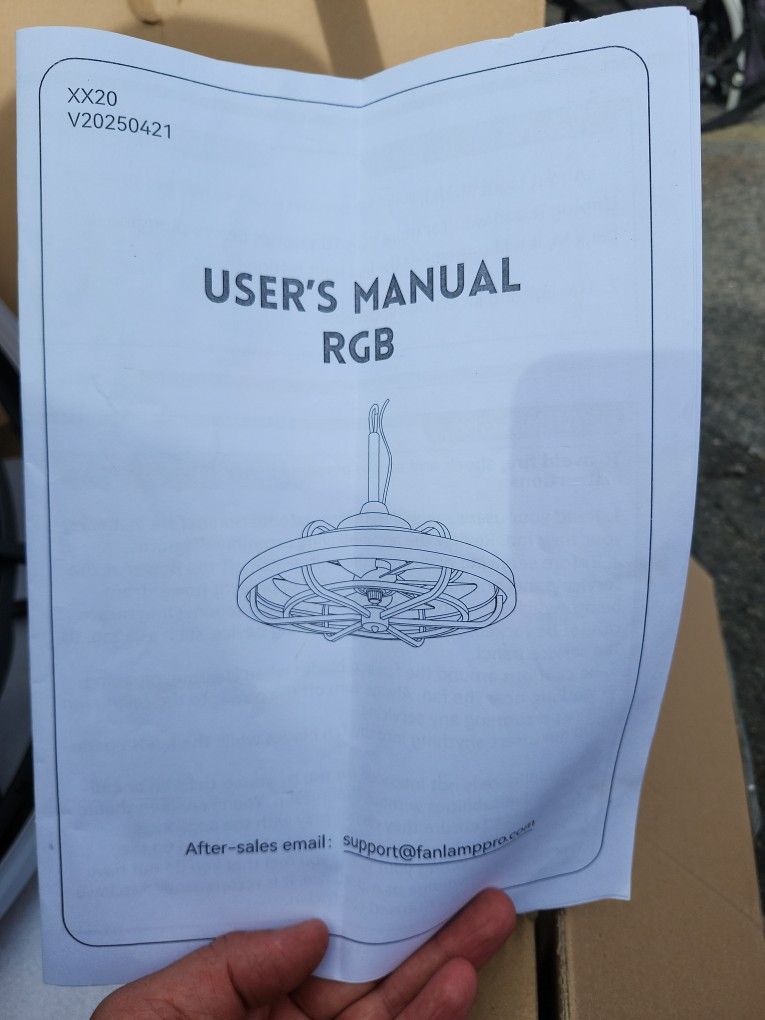 XX20
V20250421
USER'S MANUAL
RGB
After-sales email: support@fanlamppro.com